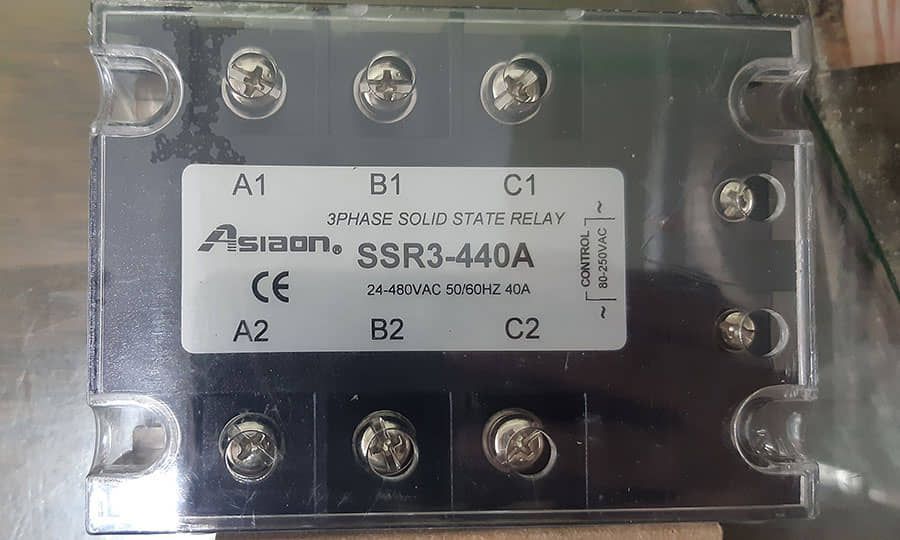 A1 B1 C1
3PHASE SOLID STATE RELAY
Asiaon®
SSR3-440A
CE
24-480VAC 50/60HZ 40A
A2 B2 C2
~
CONTROL
80-250VAC
~